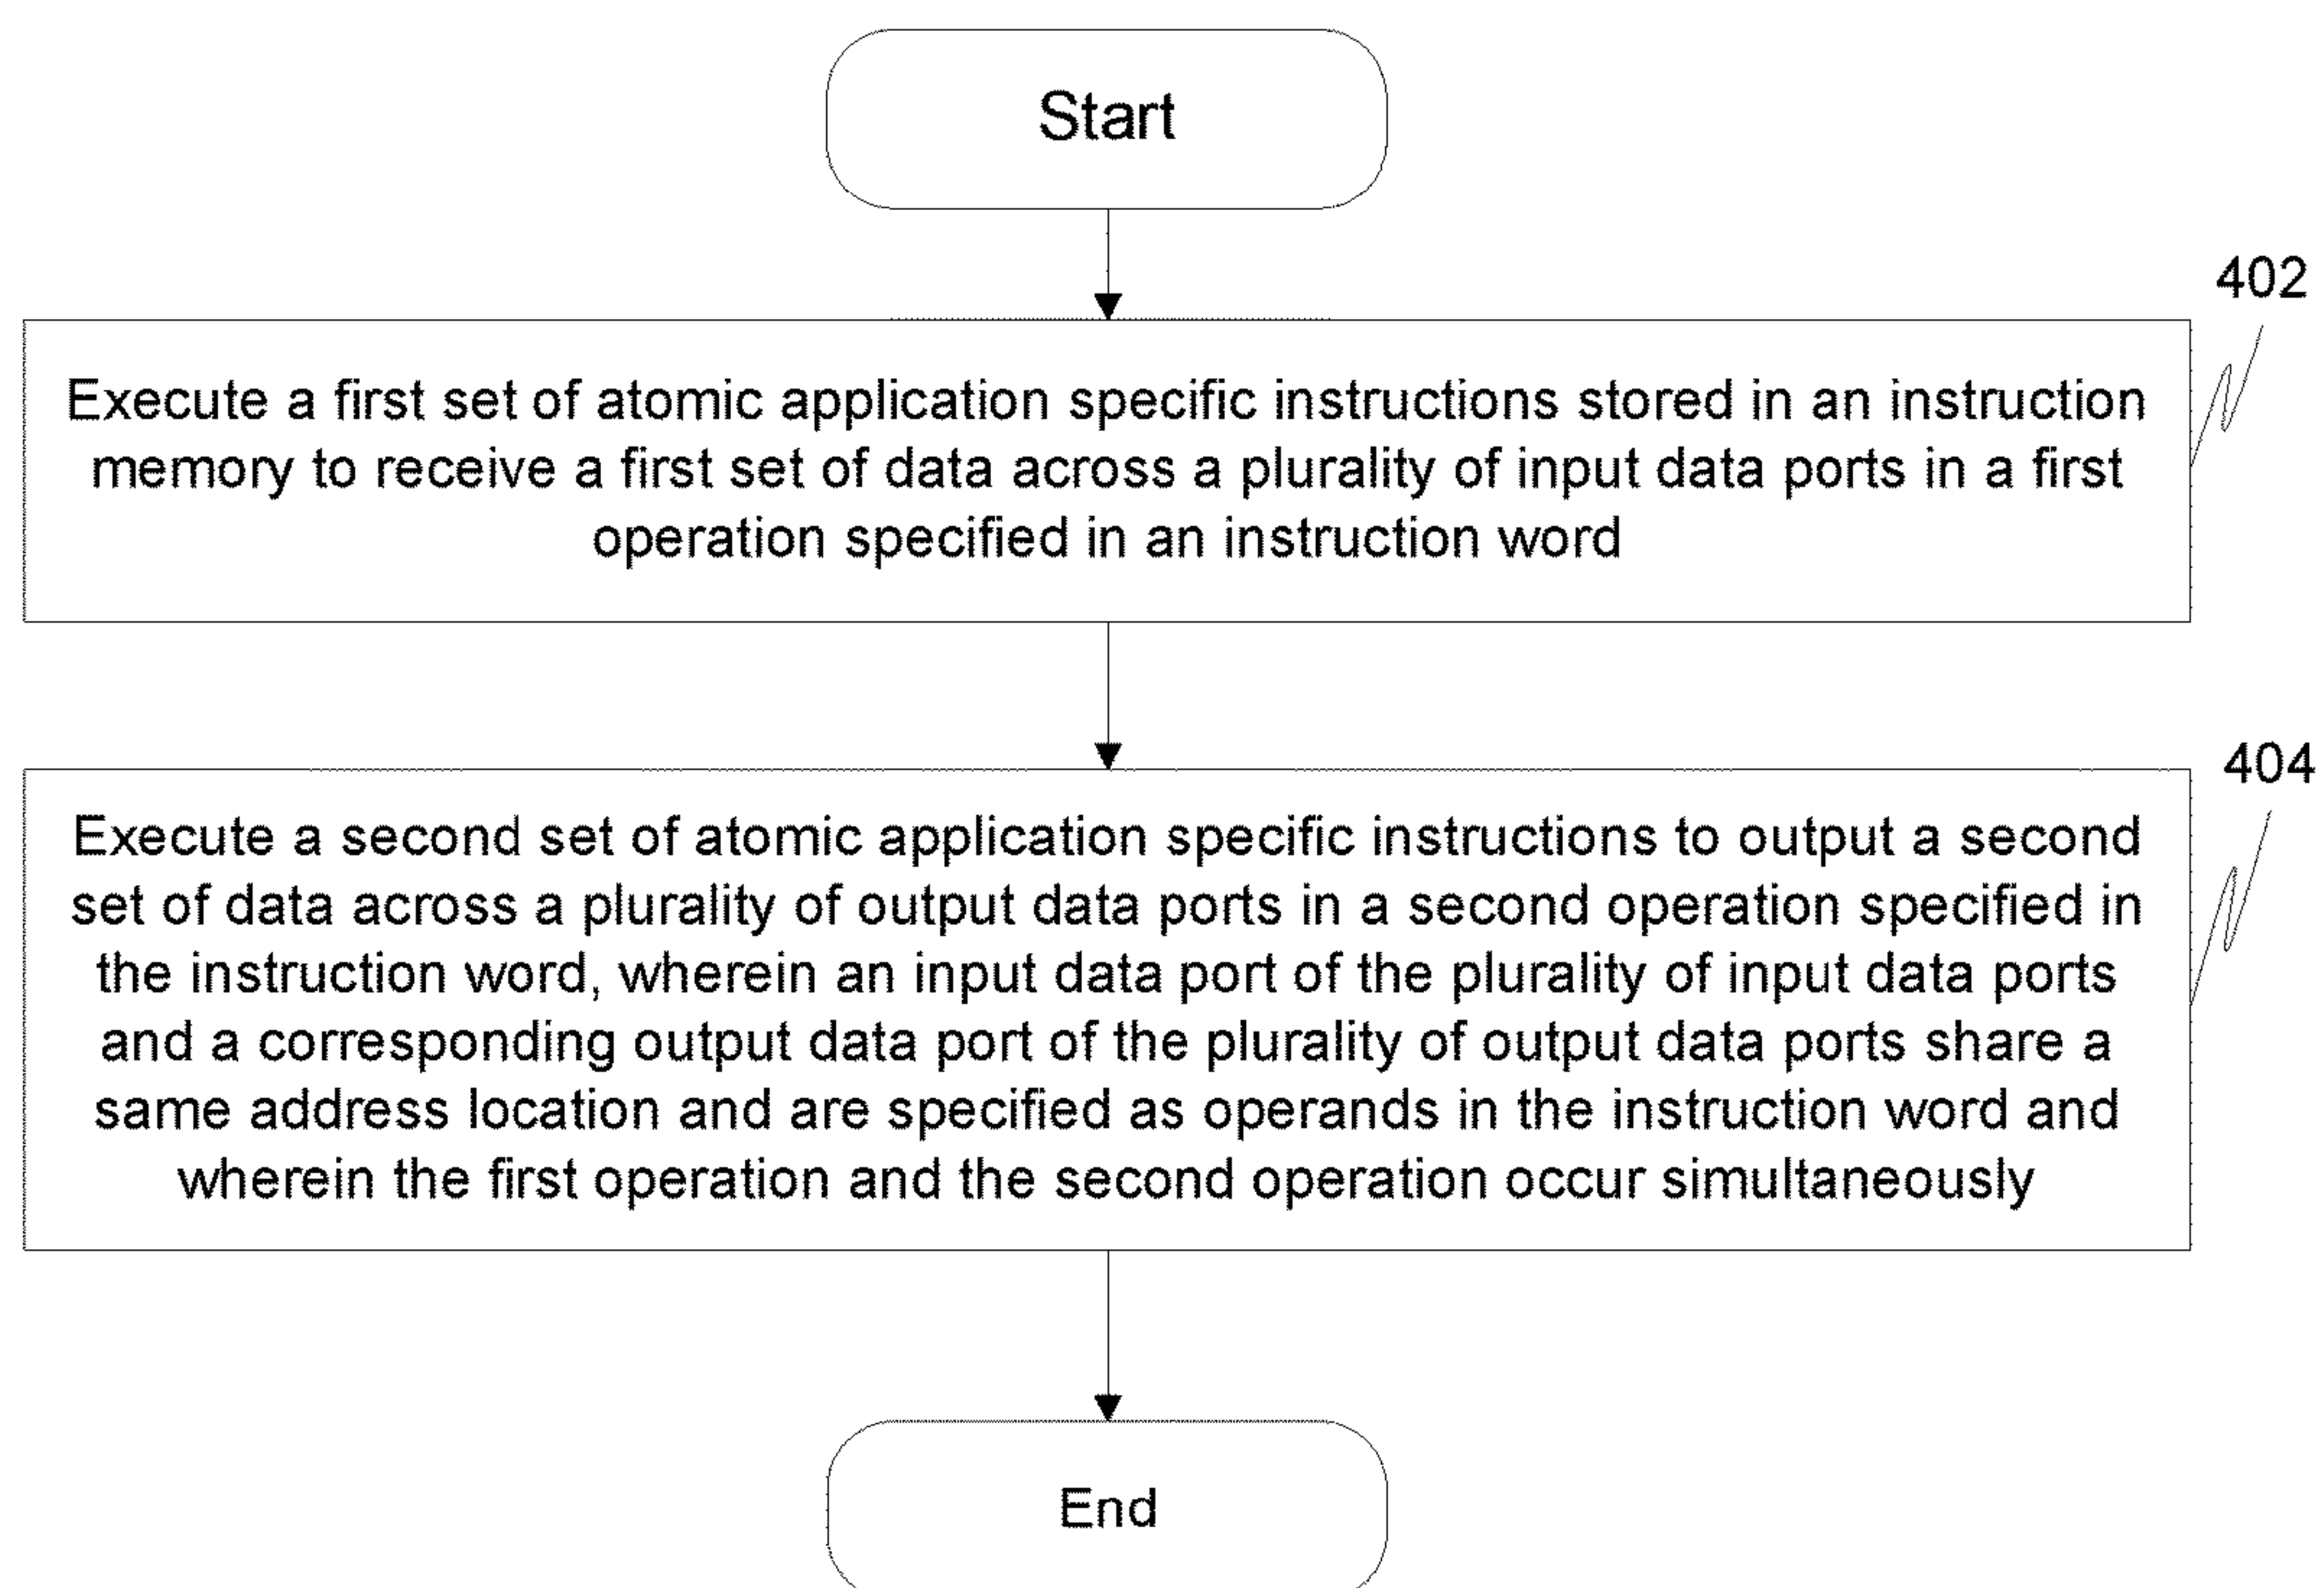 Start
402
Execute a first set of atomic application specific instructions stored in an instruction
memory to receive a first set of data across a plurality of input data ports in a first
operation specified in an instruction word
404
Execute a second set of atomic application specific instructions to output a second
set of data across a plurality of output data ports in a second operation specified in
the instruction word, wherein an input data port of the plurality of input data ports
and a corresponding output data port of the plurality of output data ports share a
same address location and are specified as operands in the instruction word and
wherein the first operation and the second operation occur simultaneously
End